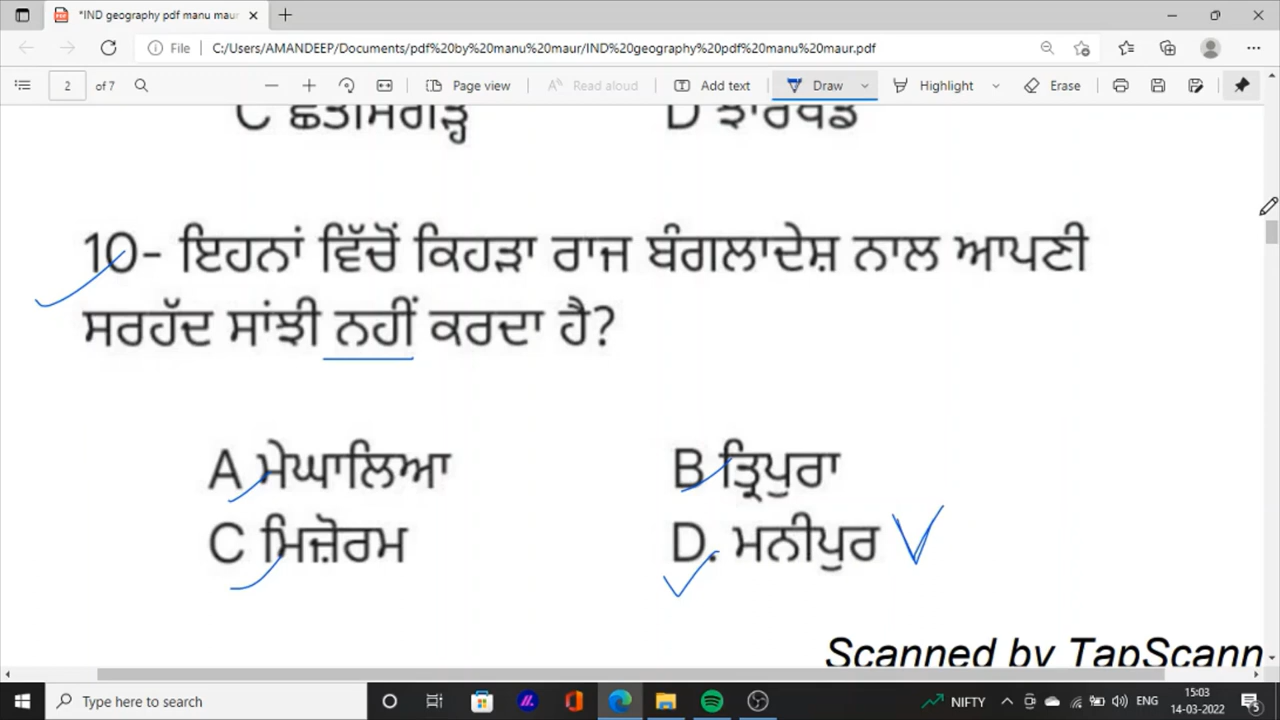 *IND geography pdf manu maur
File C:/Users/AMANDEEP/Documents/pdf%20by%20manu%20maur/IND%20geography%20pdf%20manu%20maur.pdf
2 of 7 Page view Read aloud Add text Draw Highlight Erase
C ਛੱਤੀਸਗੜ੍ਹ D ਝਾਰਖੰਡ
10- ਇਹਨਾਂ ਵਿੱਚੋਂ ਕਿਹੜਾ ਰਾਜ ਬੰਗਲਾਦੇਸ਼ ਨਾਲ ਆਪਣੀ
ਸਰਹੱਦ ਸਾਂਝੀ ਨਹੀਂ ਕਰਦਾ ਹੈ?
A ਮੇਘਾਲਿਆ B ਤ੍ਰਿਪੁਰਾ
C ਮਿਜ਼ੋਰਮ D. ਮਨੀਪੁਰ
Scanned by TapScann
Type here to search NIFTY ENG 15:03
14-03-2022 5